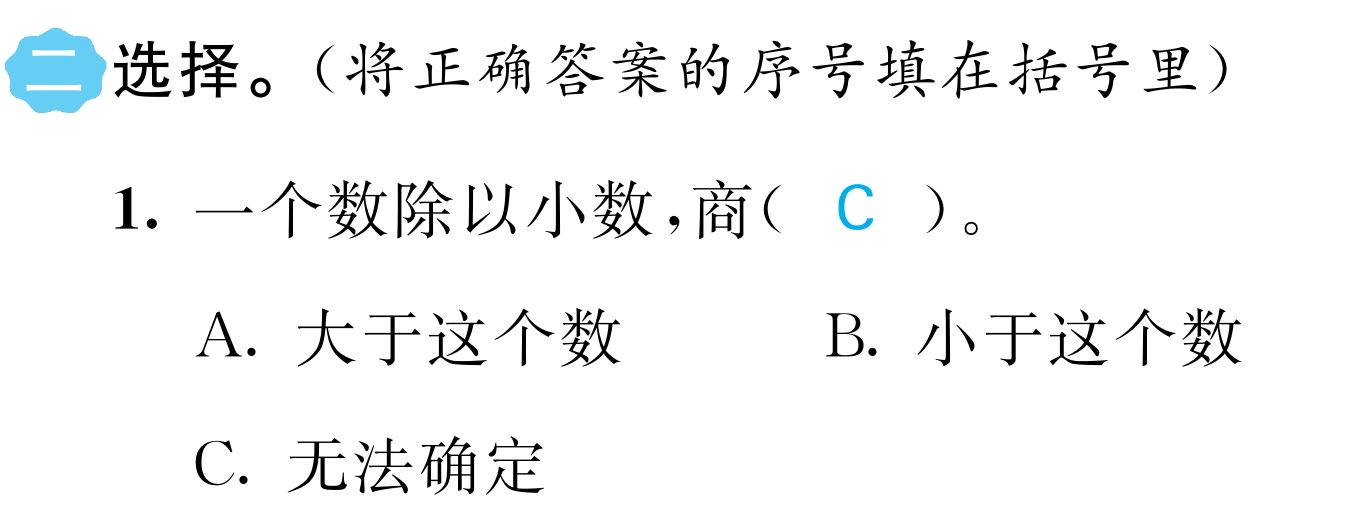 二 选择。（将正确答案的序号填在括号里）
1. 一个数除以小数，商（ C ）。
A. 大于这个数 B. 小于这个数
C. 无法确定